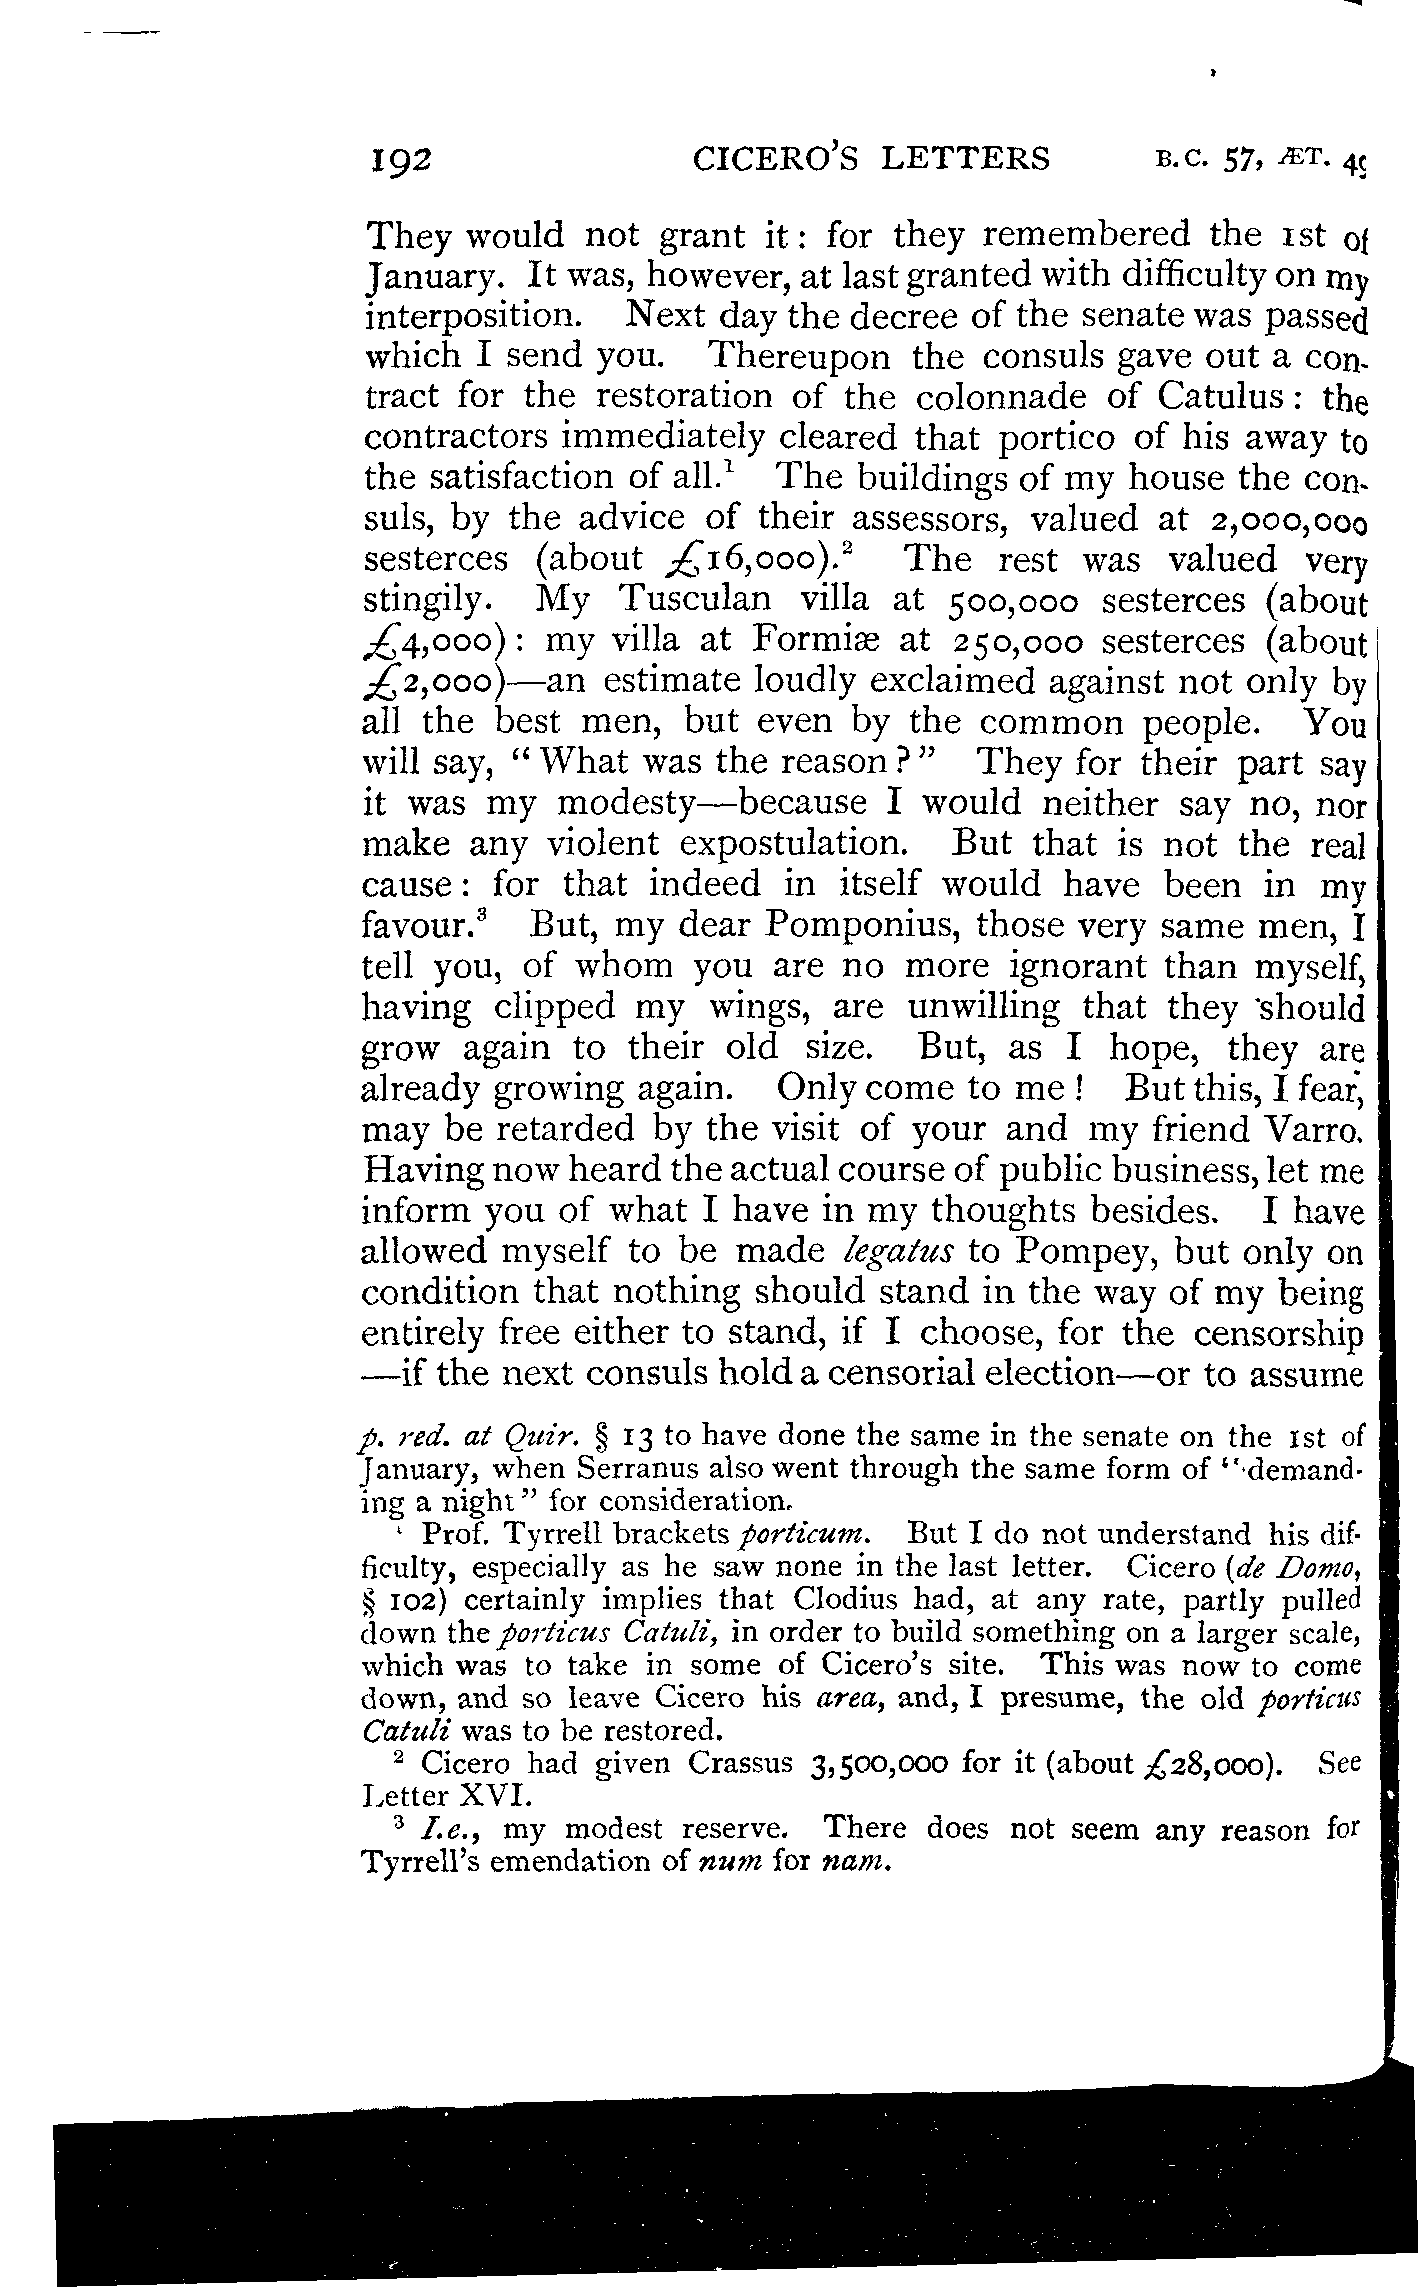 192 CICERO'S LETTERS B.C. 57, ÆT. 49
They would not grant it: for they remembered the 1st of
January. It was, however, at last granted with difficulty on my
interposition. Next day the decree of the senate was passed
which I send you. Thereupon the consuls gave out a con-
tract for the restoration of the colonnade of Catulus: the
contractors immediately cleared that portico of his away to
the satisfaction of all.¹ The buildings of my house the con-
suls, by the advice of their assessors, valued at 2,000,000
sesterces (about £16,000).² The rest was valued very
stingily. My Tusculan villa at 500,000 sesterces (about
£4,000): my villa at Formiæ at 250,000 sesterces (about
£2,000)—an estimate loudly exclaimed against not only by
all the best men, but even by the common people. You
will say, "What was the reason?" They for their part say
it was my modesty—because I would neither say no, nor
make any violent expostulation. But that is not the real
cause: for that indeed in itself would have been in my
favour.³ But, my dear Pomponius, those very same men, I
tell you, of whom you are no more ignorant than myself,
having clipped my wings, are unwilling that they should
grow again to their old size. But, as I hope, they are
already growing again. Only come to me! But this, I fear,
may be retarded by the visit of your and my friend Varro.
Having now heard the actual course of public business, let me
inform you of what I have in my thoughts besides. I have
allowed myself to be made legatus to Pompey, but only on
condition that nothing should stand in the way of my being
entirely free either to stand, if I choose, for the censorship
—if the next consuls hold a censorial election—or to assume
p. red. at Quir. § 13 to have done the same in the senate on the 1st of
January, when Serranus also went through the same form of "demand-
ing a night" for consideration.
¹ Prof. Tyrrell brackets porticum. But I do not understand his dif-
ficulty, especially as he saw none in the last letter. Cicero (de Domo,
§ 102) certainly implies that Clodius had, at any rate, partly pulled
down the porticus Catuli, in order to build something on a larger scale,
which was to take in some of Cicero's site. This was now to come
down, and so leave Cicero his area, and, I presume, the old porticus
Catuli was to be restored.
² Cicero had given Crassus 3,500,000 for it (about £28,000). See
Letter XVI.
³ I.e., my modest reserve. There does not seem any reason for
Tyrrell's emendation of num for nam.